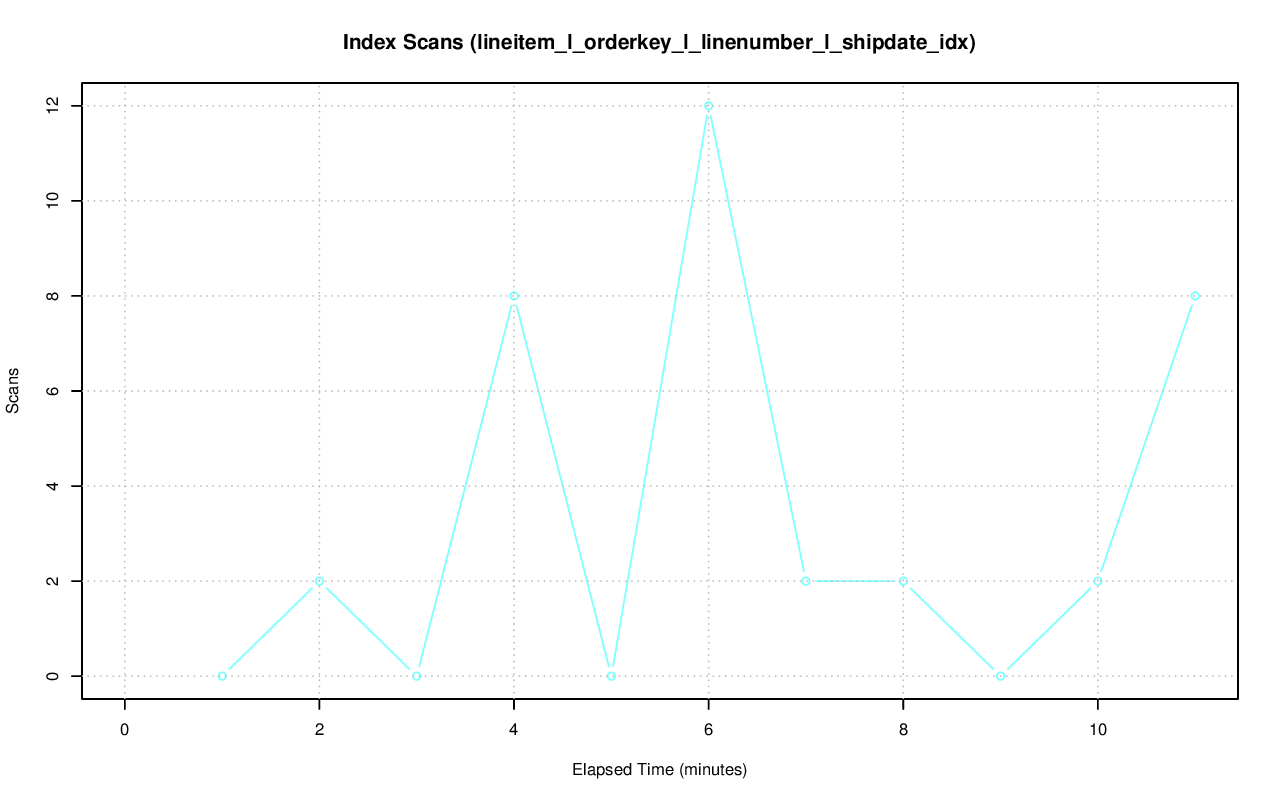 Index Scans (lineitem_l_orderkey_l_linenumber_l_shipdate_idx)
12
10
8
6
4
2
0
Scans
0 2 4 6 8 10
Elapsed Time (minutes)